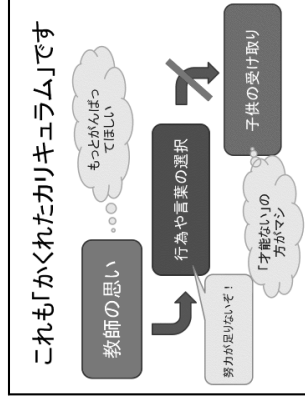 これも「かくれたカリキュラム」です
教師の思い
もっとがんばっ
てほしい
行為や言葉の選択
努力が足りないぞ！
子供の受け取り
「才能ない」の
方がマシ